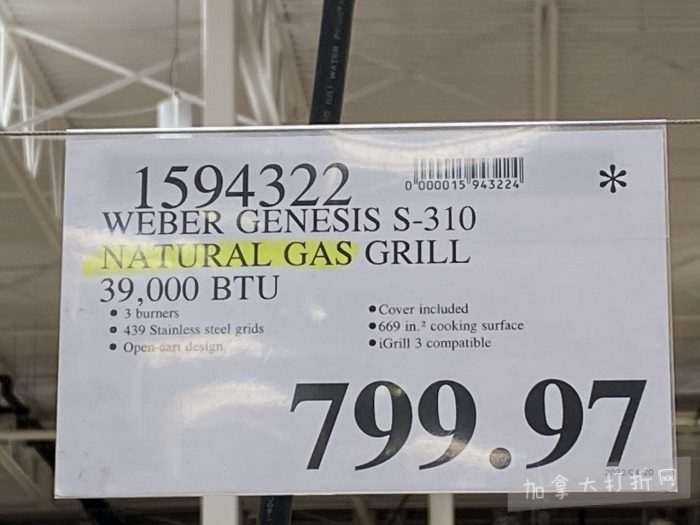 1594322
0 000015 943224
*
WEBER GENESIS S-310
NATURAL GAS GRILL
39,000 BTU
• 3 burners
• 439 Stainless steel grids
• Open-cart design
• Cover included
• 669 in.² cooking surface
• iGrill 3 compatible
799.97
加拿大打折网